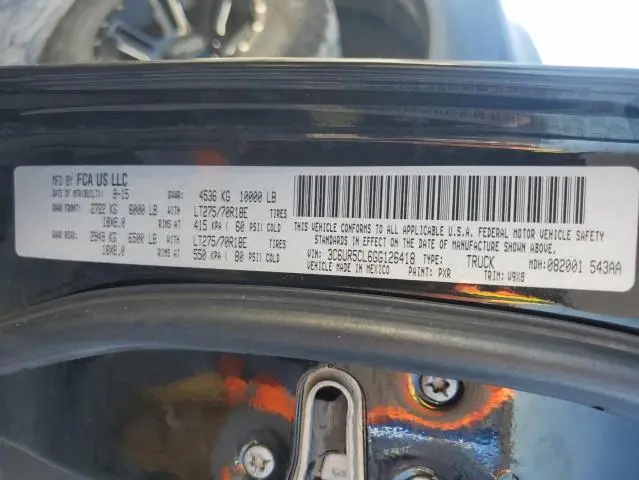 MFD BY FCA US LLC
DATE OF MFR(BUILT): 8-15 GVWR: 4536 KG 10000 LB
GAWR FRONT: 2722 KG 6000 LB WITH LT275/70R18E TIRES
18X8.0 RIMS AT 415 KPA ( 60 PSI) COLD
GAWR REAR: 2949 KG 6500 LB WITH LT275/70R18E TIRES
18X8.0 RIMS AT 550 KPA ( 80 PSI) COLD
THIS VEHICLE CONFORMS TO ALL APPLICABLE U.S.A. FEDERAL MOTOR VEHICLE SAFETY
STANDARDS IN EFFECT ON THE DATE OF MANUFACTURE SHOWN ABOVE.
VIN: 3C6UR5CL6GG126418 TYPE: TRUCK MDH: 082001 543AA
VEHICLE MADE IN MEXICO PAINT: PXR TRIM: V9X8